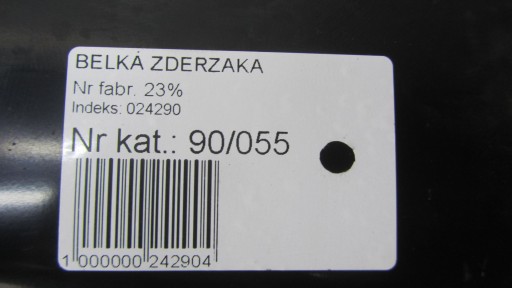 BELKA ZDERZAKA
Nr fabr. 23%
Indeks: 024290
Nr kat.: 90/055
1 000000 242904